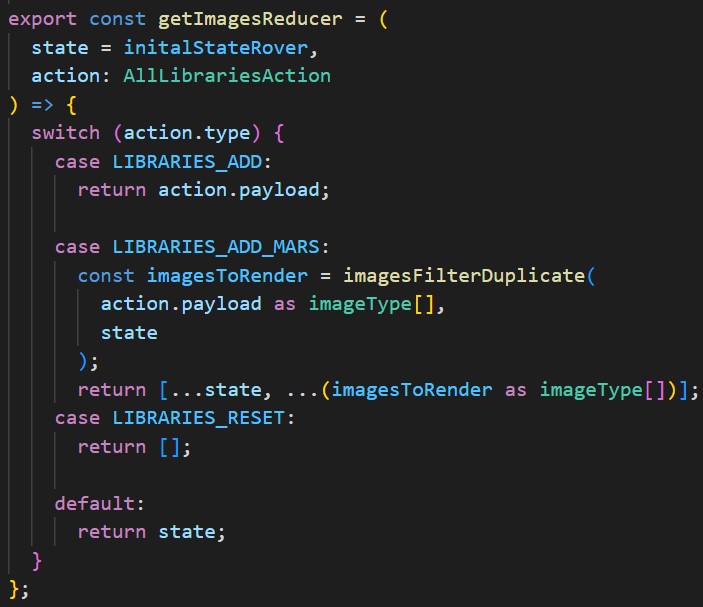 export const getImagesReducer = (
  state = initalStateRover,
  action: AllLibrariesAction
) => {
  switch (action.type) {
    case LIBRARIES_ADD:
      return action.payload;

    case LIBRARIES_ADD_MARS:
      const imagesToRender = imagesFilterDuplicate(
        action.payload as imageType[],
        state
      );
      return [...state, ...(imagesToRender as imageType[])];
    case LIBRARIES_RESET:
      return [];

    default:
      return state;
  }
};